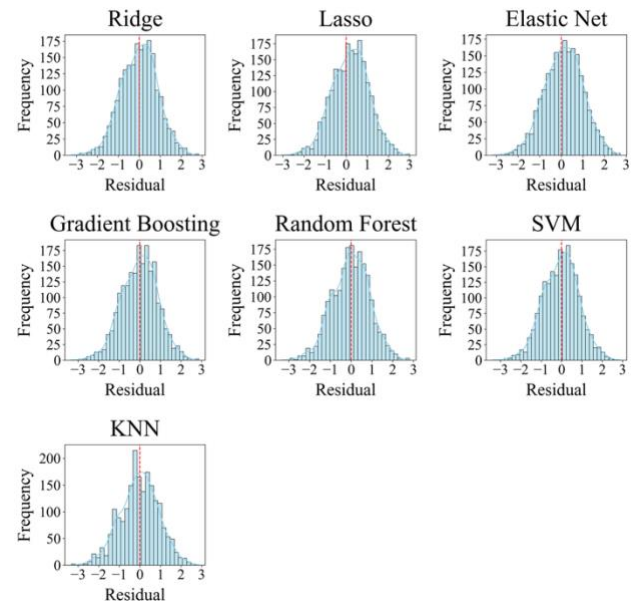 Ridge
Lasso
Elastic Net
175
150
125
100
75
50
25
0
Frequency
−3 −2 −1 0 1 2 3
Residual
175
150
125
100
75
50
25
0
Frequency
−3 −2 −1 0 1 2 3
Residual
175
150
125
100
75
50
25
0
Frequency
−3 −2 −1 0 1 2 3
Residual
Gradient Boosting
Random Forest
SVM
175
150
125
100
75
50
25
0
Frequency
−3 −2 −1 0 1 2 3
Residual
175
150
125
100
75
50
25
0
Frequency
−3 −2 −1 0 1 2 3
Residual
175
150
125
100
75
50
25
0
Frequency
−3 −2 −1 0 1 2 3
Residual
KNN
200
150
100
50
0
Frequency
−3 −2 −1 0 1 2 3
Residual